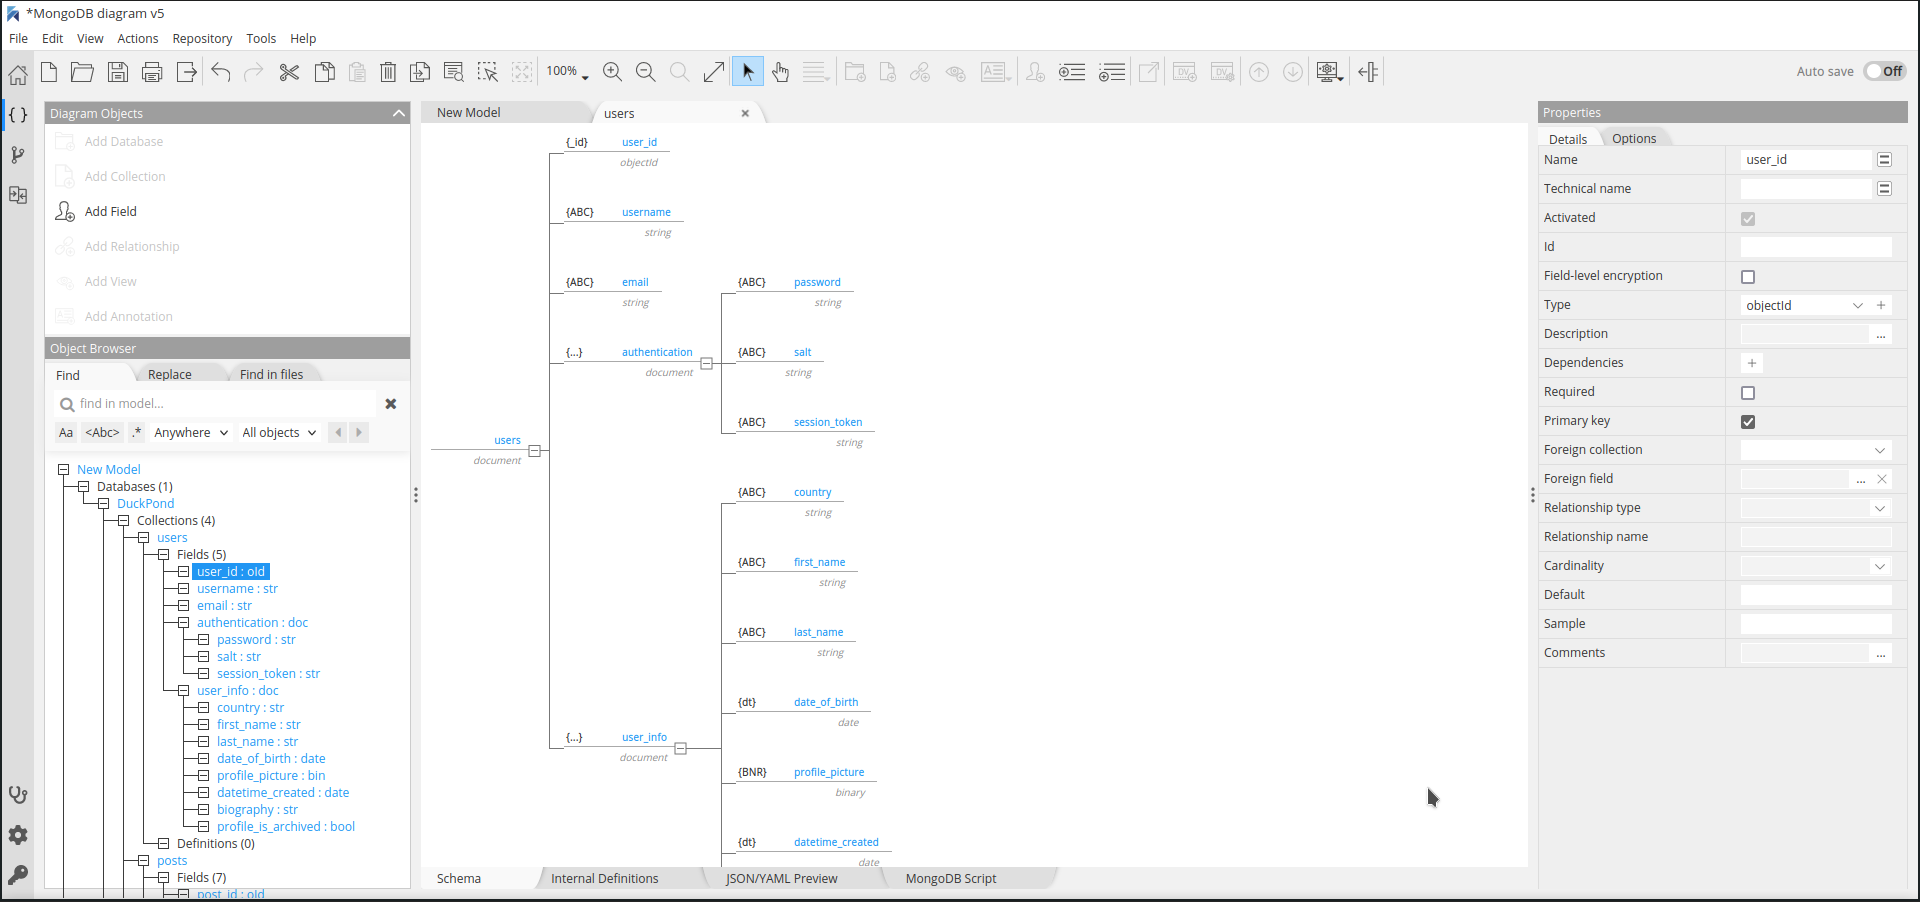 *MongoDB diagram v5
File Edit View Actions Repository Tools Help
100%
Auto save Off
Diagram Objects
Add Database
Add Collection
Add Field
Add Relationship
Add View
Add Annotation
Object Browser
Find Replace Find in files
find in model...
Aa <Abc> .* Anywhere All objects
New Model
Databases (1)
DuckPond
Collections (4)
users
Fields (5)
user_id : oId
username : str
email : str
authentication : doc
password : str
salt : str
session_token : str
user_info : doc
country : str
first_name : str
last_name : str
date_of_birth : date
profile_picture : bin
datetime_created : date
biography : str
profile_is_archived : bool
Definitions (0)
posts
Fields (7)
post_id : oId
New Model users
users
document
{_id} user_id
objectId
{ABC} username
string
{ABC} email
string
{...} authentication
document
{ABC} password
string
{ABC} salt
string
{ABC} session_token
string
{...} user_info
document
{ABC} country
string
{ABC} first_name
string
{ABC} last_name
string
{dt} date_of_birth
date
{BNR} profile_picture
binary
{dt} datetime_created
date
Schema Internal Definitions JSON/YAML Preview MongoDB Script
Properties
Details Options
Name user_id
Technical name
Activated
Id
Field-level encryption
Type objectId
Description ...
Dependencies +
Required
Primary key
Foreign collection
Foreign field ...
Relationship type
Relationship name
Cardinality
Default
Sample
Comments ...